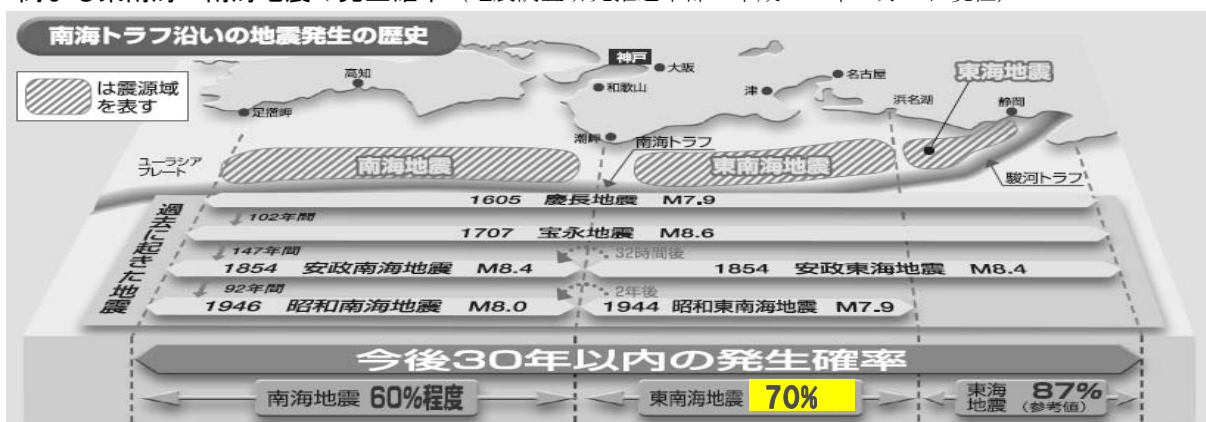 南海トラフ沿いの地震発生の歴史
は震源域
を表す
高知
足摺岬
神戸
大阪
和歌山
潮岬
津
名古屋
浜名湖
東海地震
静岡
南海トラフ
ユーラシア
プレート
南海地震
東南海地震
駿河トラフ
過去に起きた地震
1605 慶長地震 M7.9
102年間
1707 宝永地震 M8.6
147年間
32時間後
1854 安政南海地震 M8.4
1854 安政東海地震 M8.4
92年間
2年後
1946 昭和南海地震 M8.0
1944 昭和東南海地震 M7.9
今後30年以内の発生確率
南海地震 60%程度
東南海地震 70%
東海地震 87%
(参考値)